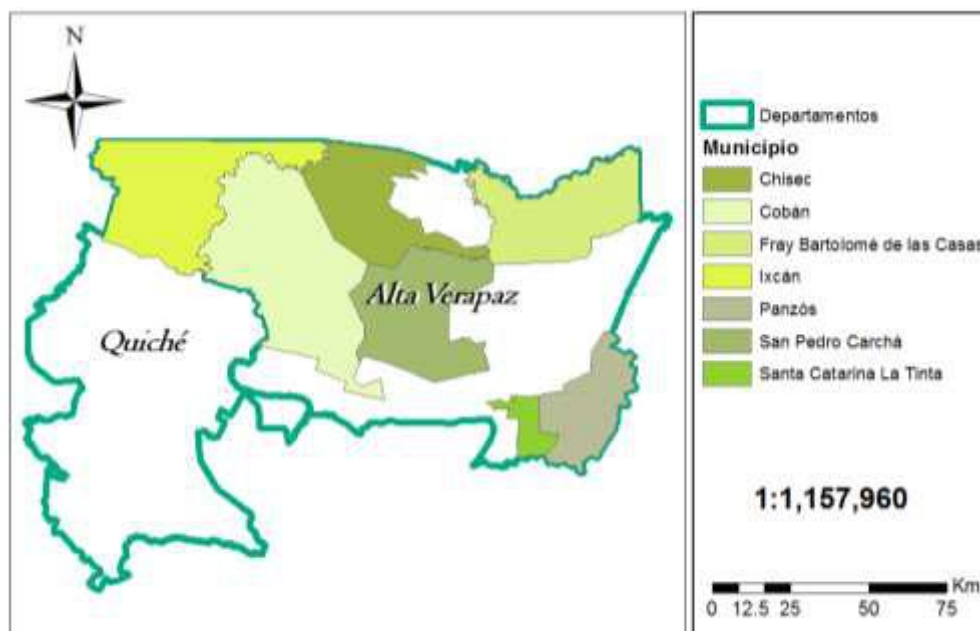 N
Quiché
Alta Verapaz
Departamentos
Municipio
Chisec
Cobán
Fray Bartolomé de las Casas
Ixcán
Panzós
San Pedro Carchá
Santa Catarina La Tinta
1:1,157,960
Km
0 12.5 25 50 75